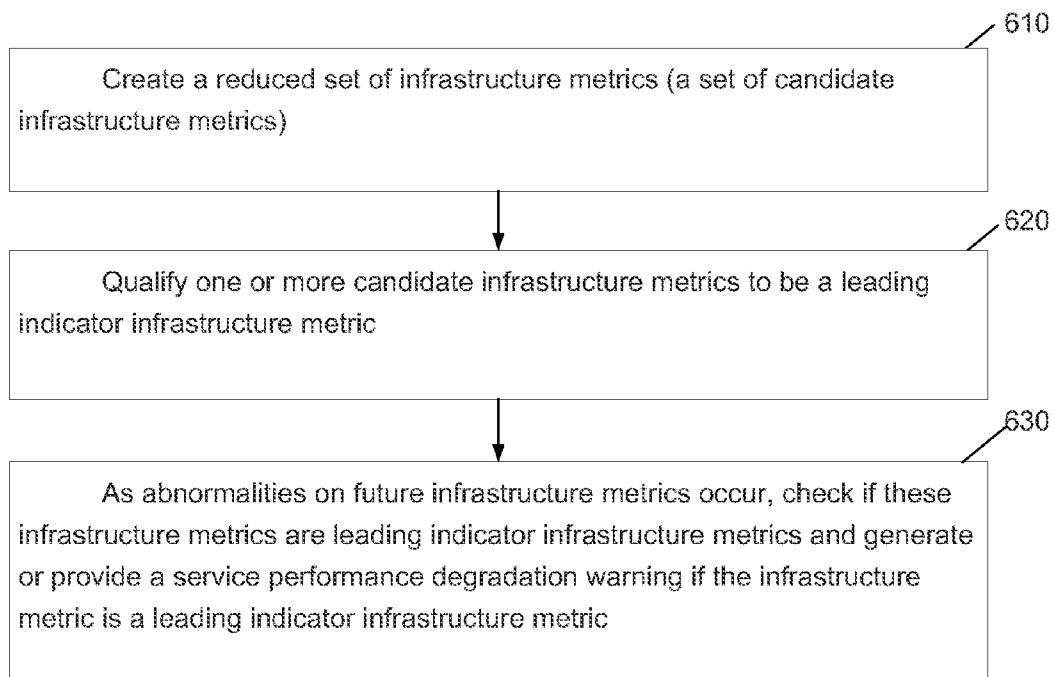 610
Create a reduced set of infrastructure metrics (a set of candidate
infrastructure metrics)
620
Qualify one or more candidate infrastructure metrics to be a leading
indicator infrastructure metric
630
As abnormalities on future infrastructure metrics occur, check if these
infrastructure metrics are leading indicator infrastructure metrics and generate
or provide a service performance degradation warning if the infrastructure
metric is a leading indicator infrastructure metric